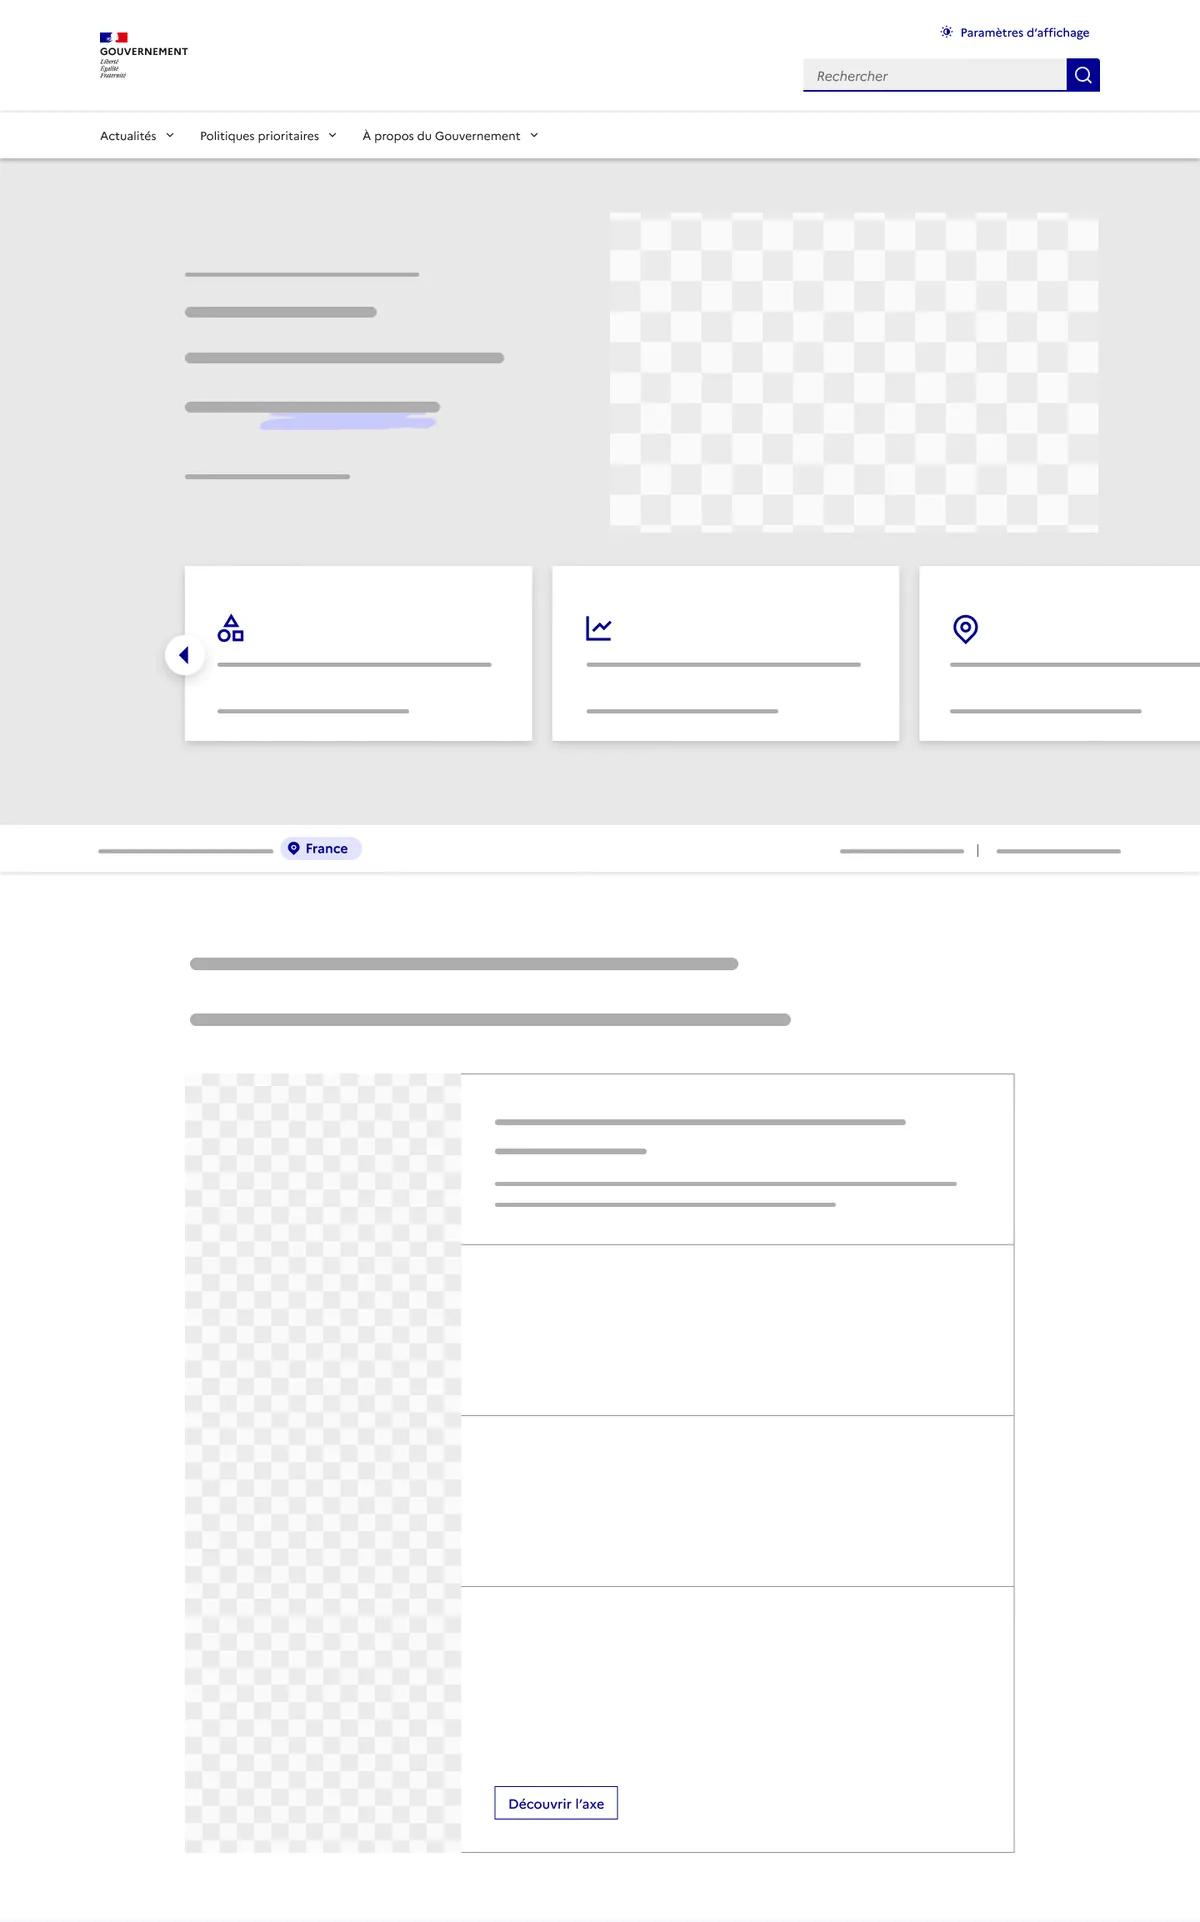 GOUVERNEMENT
Liberté
Égalité
Fraternité
Paramètres d’affichage
Rechercher
Actualités
Politiques prioritaires
À propos du Gouvernement
France
Découvrir l’axe